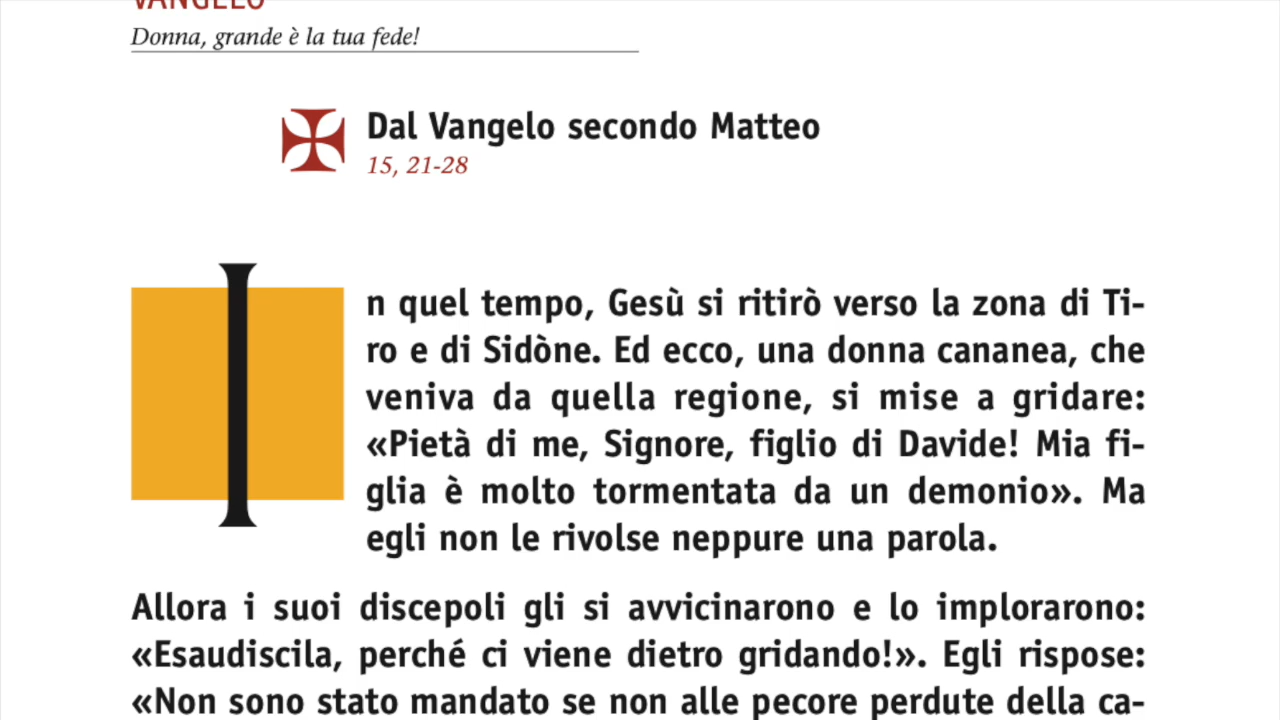 VANGELO
Donna, grande è la tua fede!
Dal Vangelo secondo Matteo
15, 21-28
In quel tempo, Gesù si ritirò verso la zona di Ti-
ro e di Sidòne. Ed ecco, una donna cananea, che
veniva da quella regione, si mise a gridare:
«Pietà di me, Signore, figlio di Davide! Mia fi-
glia è molto tormentata da un demonio». Ma
egli non le rivolse neppure una parola.
Allora i suoi discepoli gli si avvicinarono e lo implorarono:
«Esaudiscila, perché ci viene dietro gridando!». Egli rispose:
«Non sono stato mandato se non alle pecore perdute della ca-